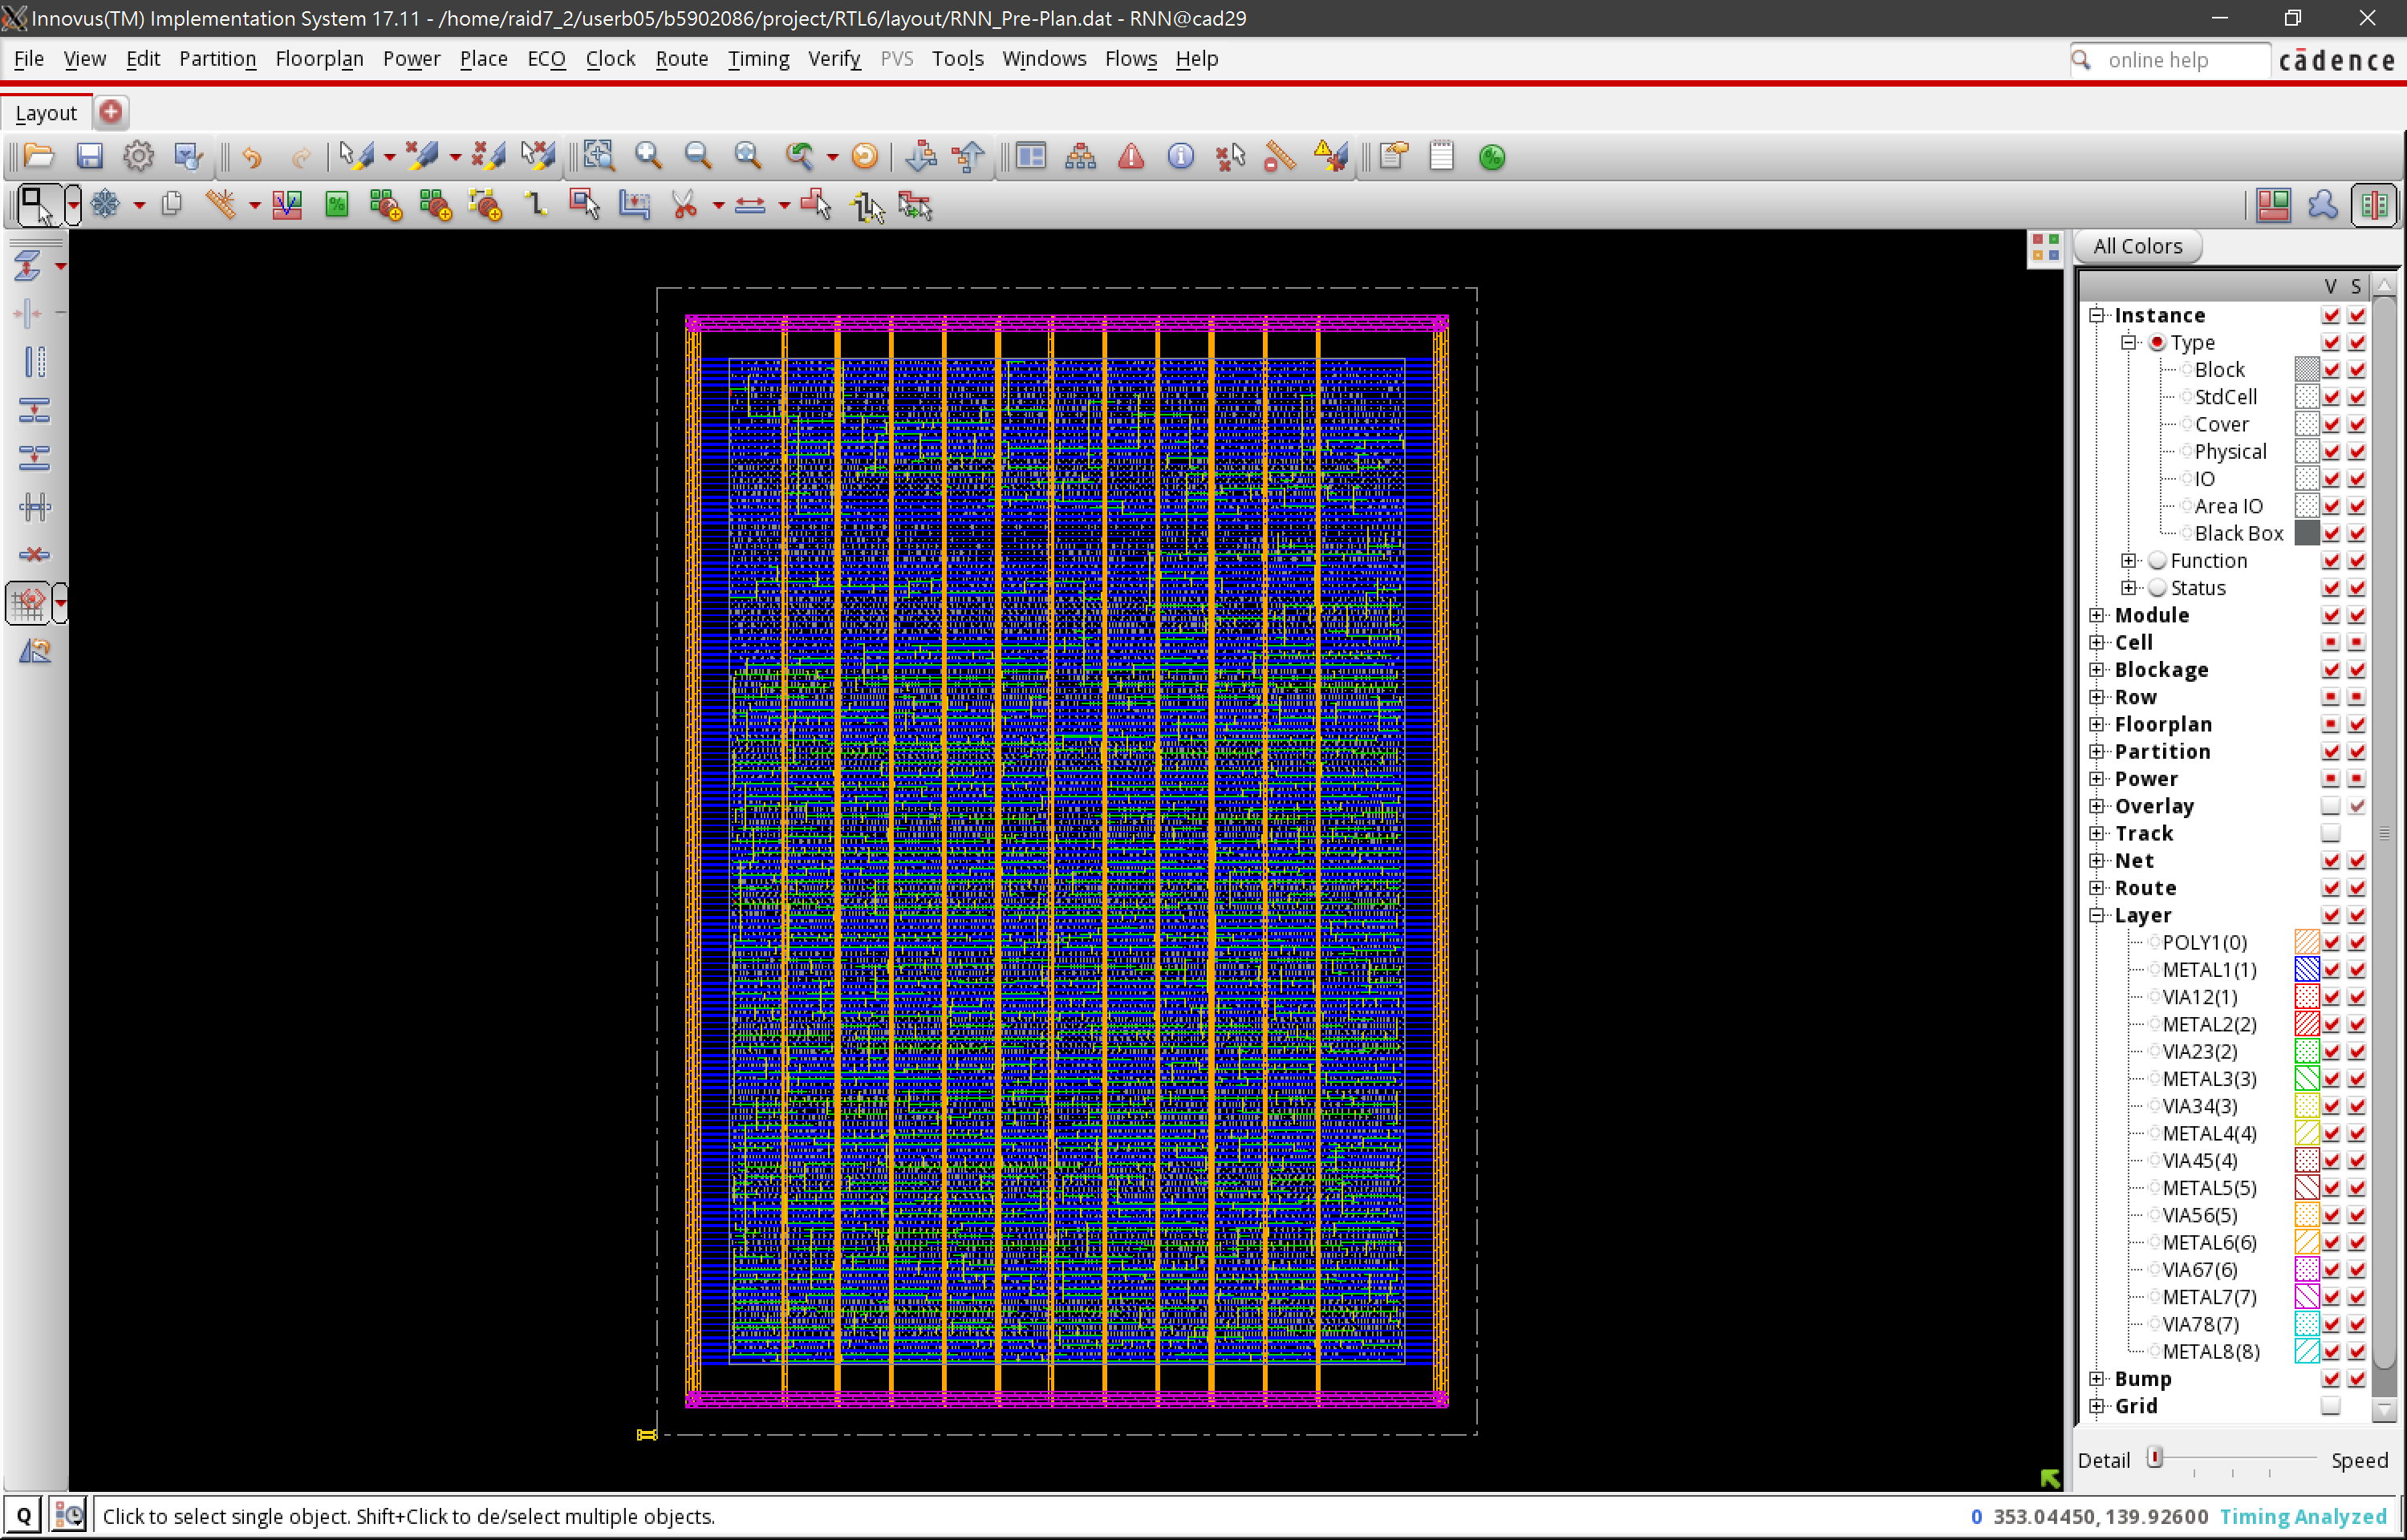 Innovus(TM) Implementation System 17.11 - /home/raid7_2/userb05/b5902086/project/RTL6/layout/RNN_Pre-Plan.dat - RNN@cad29
File View Edit Partition Floorplan Power Place ECO Clock Route Timing Verify PVS Tools Windows Flows Help
online help
cādence
Layout
All Colors
V S
Instance
Type
Block
StdCell
Cover
Physical
IO
Area IO
Black Box
Function
Status
Module
Cell
Blockage
Row
Floorplan
Partition
Power
Overlay
Track
Net
Route
Layer
POLY1(0)
METAL1(1)
VIA12(1)
METAL2(2)
VIA23(2)
METAL3(3)
VIA34(3)
METAL4(4)
VIA45(4)
METAL5(5)
VIA56(5)
METAL6(6)
VIA67(6)
METAL7(7)
VIA78(7)
METAL8(8)
Bump
Grid
Detail Speed
Q Click to select single object. Shift+Click to de/select multiple objects. 0 353.04450, 139.92600 Timing Analyzed